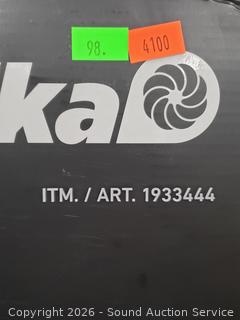 98. 4100
ka
ITM. / ART. 1933444
Copyright © 2026 - Sound Auction Service